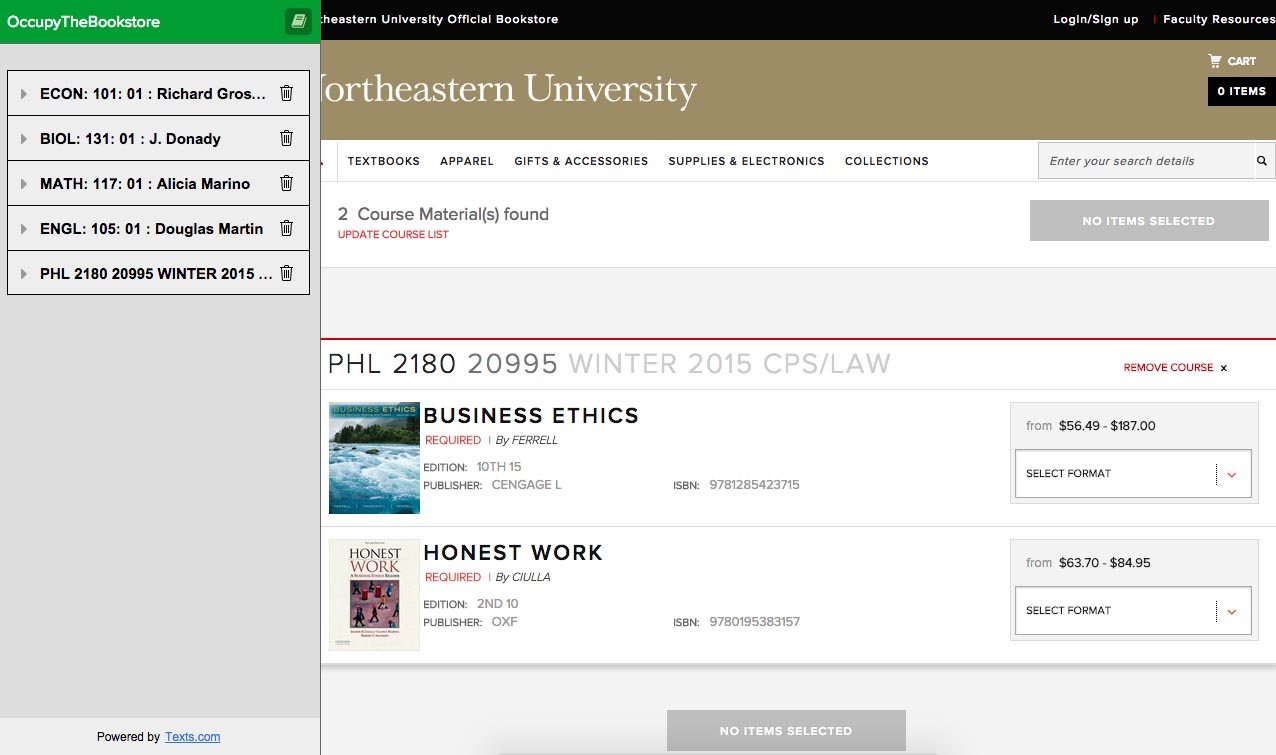 OccupyTheBookstore
ECON: 101: 01 : Richard Gros...
BIOL: 131: 01 : J. Donady
MATH: 117: 01 : Alicia Marino
ENGL: 105: 01 : Douglas Martin
PHL 2180 20995 WINTER 2015 ...
Powered by Texts.com
heastern University Official Bookstore
Login/Sign up | Faculty Resources
ortheastern University
CART
0 ITEMS
TEXTBOOKS APPAREL GIFTS & ACCESSORIES SUPPLIES & ELECTRONICS COLLECTIONS
Enter your search details
2 Course Material(s) found
UPDATE COURSE LIST
NO ITEMS SELECTED
PHL 2180 20995 WINTER 2015 CPS/LAW
REMOVE COURSE x
BUSINESS ETHICS
BUSINESS ETHICS
REQUIRED | By FERRELL
EDITION: 10TH 15
PUBLISHER: CENGAGE L
ISBN: 9781285423715
from $56.49 - $187.00
SELECT FORMAT
HONEST
WORK
A BUSINESS ETHICS READER
HONEST WORK
REQUIRED | By CIULLA
EDITION: 2ND 10
PUBLISHER: OXF
ISBN: 9780195383157
from $63.70 - $84.95
SELECT FORMAT
NO ITEMS SELECTED